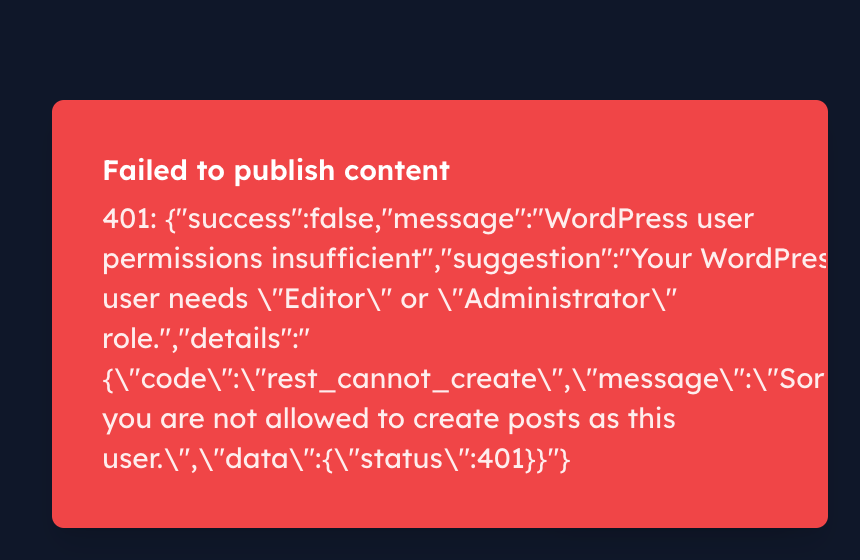 Failed to publish content
401: {"success":false,"message":"WordPress user
permissions insufficient","suggestion":"Your WordPres
user needs \"Editor\" or \"Administrator\"
role.","details":"
{\"code\":\"rest_cannot_create\",\"message\":\"Sor
you are not allowed to create posts as this
user.\",\"data\":{\"status\":401}}"}